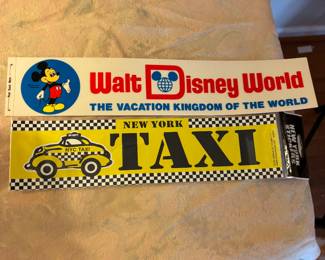 Walt Disney World
THE VACATION KINGDOM OF THE WORLD
NEW YORK
TAXI
NYC TAXI